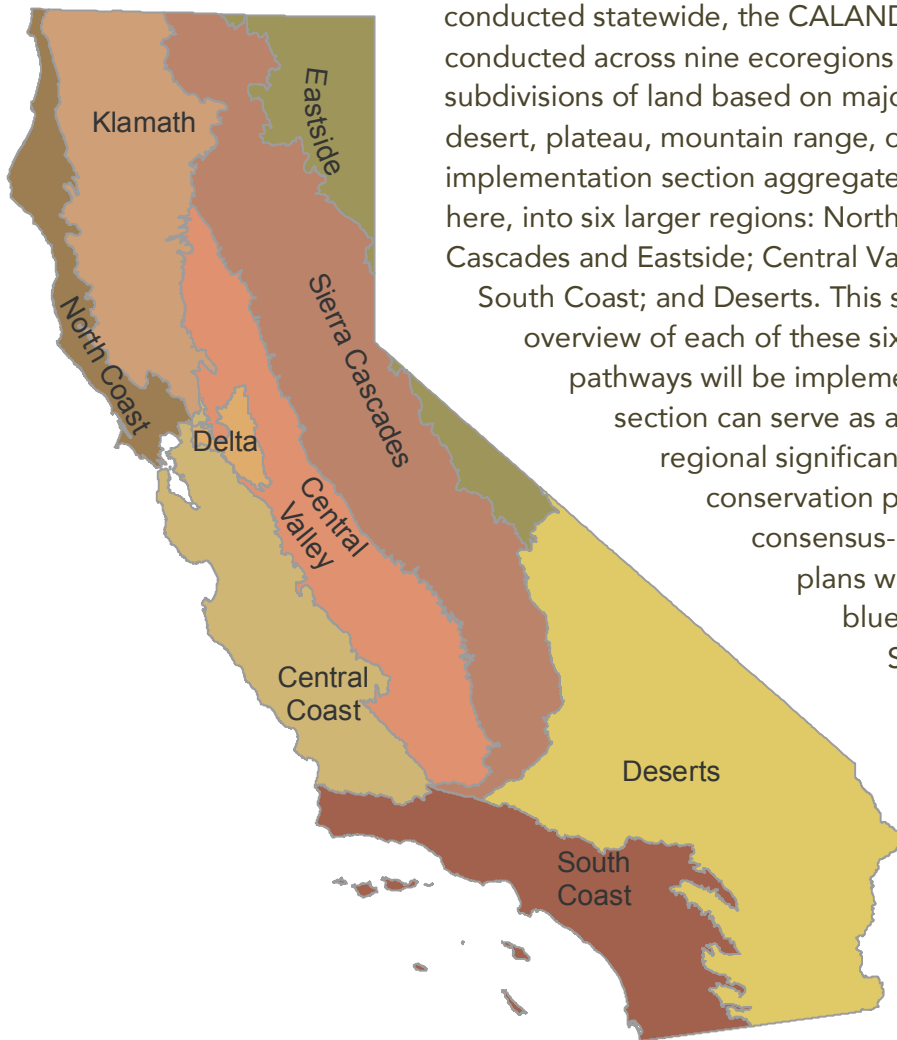 conducted statewide, the CALAND
conducted across nine ecoregions
subdivisions of land based on majo
desert, plateau, mountain range, o
implementation section aggregate
here, into six larger regions: North
Cascades and Eastside; Central Va
South Coast; and Deserts. This s
overview of each of these six
pathways will be impleme
section can serve as a
regional significan
conservation p
consensus-
plans w
blue
S
Klamath
Eastside
North Coast
Sierra Cascades
Delta
Central
Valley
Central
Coast
Deserts
South
Coast